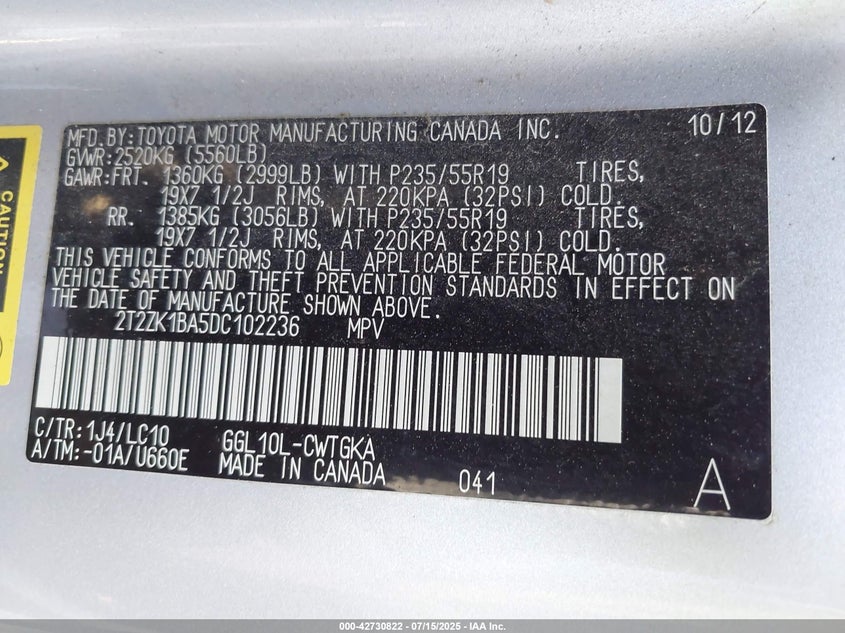 MFD. BY: TOYOTA MOTOR MANUFACTURING CANADA INC. 10/12
GVWR: 2520KG (5560LB)
GAWR: FRT. 1360KG (2999LB) WITH P235/55R19 TIRES,
19X7 1/2J RIMS, AT 220KPA (32PSI) COLD.
RR. 1385KG (3056LB) WITH P235/55R19 TIRES,
19X7 1/2J RIMS, AT 220KPA (32PSI) COLD.
THIS VEHICLE CONFORMS TO ALL APPLICABLE FEDERAL MOTOR
VEHICLE SAFETY AND THEFT PREVENTION STANDARDS IN EFFECT ON
THE DATE OF MANUFACTURE SHOWN ABOVE.
2T2ZK1BA5DC102236 MPV
C/TR: 1J4/LC10 GGL10L-CWTGKA
A/TM: -01A/U660E MADE IN CANADA 041 A
CAUTION
000-42730822 - 07/15/2025 - IAA Inc.